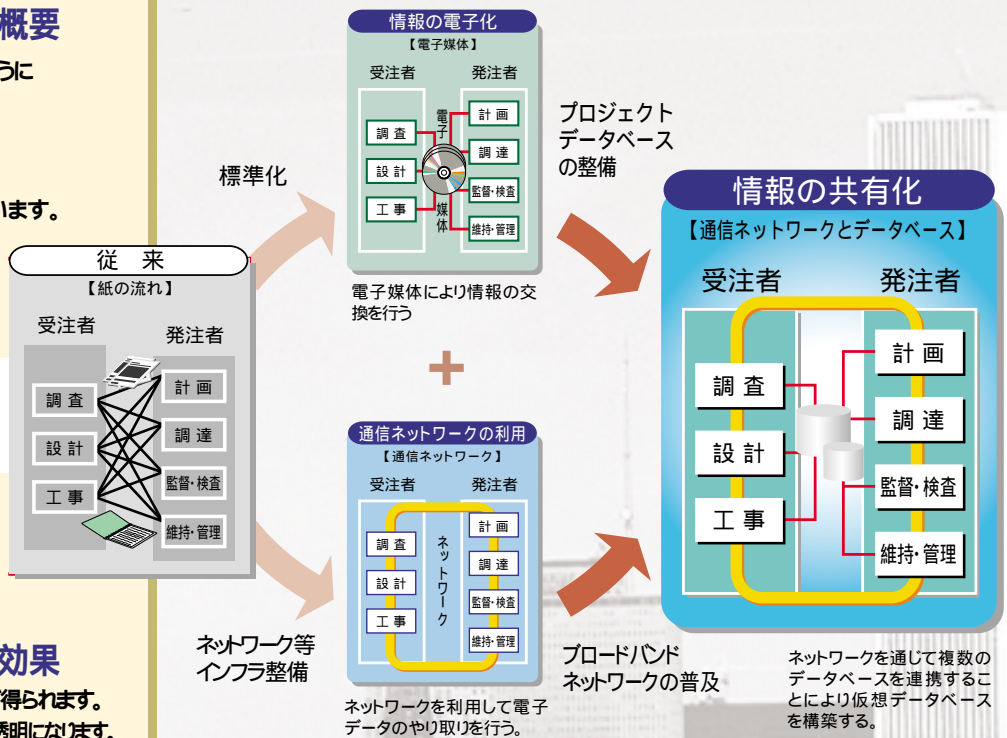 概要
うに
います。
従　来
【紙の流れ】
受注者
発注者
調 査
設 計
工 事
計 画
調 達
監督・検査
維持・管理
効果
得られます。
透明になります。
標準化
ネットワーク等
インフラ整備
情報の電子化
【電子媒体】
受注者
発注者
調 査
設 計
工 事
電子
媒体
計 画
調 達
監督・検査
維持・管理
電子媒体により情報の交
換を行う
+
通信ネットワークの利用
【通信ネットワーク】
受注者
発注者
調 査
設 計
工 事
ネットワーク
計 画
調 達
監督・検査
維持・管理
ネットワークを利用して電子
データのやり取りを行う。
プロジェクト
データベース
の整備
ブロードバンド
ネットワークの普及
情報の共有化
【通信ネットワークとデータベース】
受注者
発注者
調 査
設 計
工 事
計 画
調 達
監督・検査
維持・管理
ネットワークを通じて複数の
データベースを連携するこ
とにより仮想データベース
を構築する。